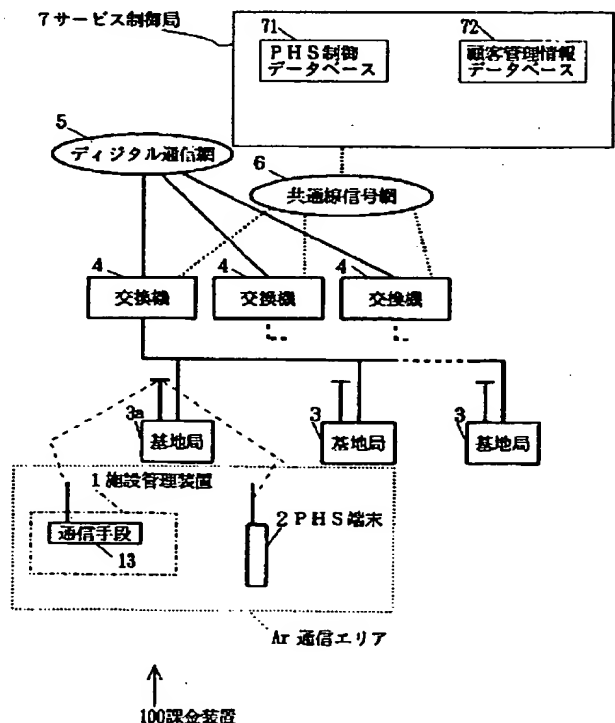 7サービス制御局
71
PHS制御
データベース
72
顧客管理情報
データベース
5
ディジタル通信網
6
共通線信号網
4
交換機
4
交換機
4
交換機
3a
基地局
3
基地局
3
基地局
1施設管理装置
通信手段
13
2PHS端末
Ar 通信エリア
100課金装置